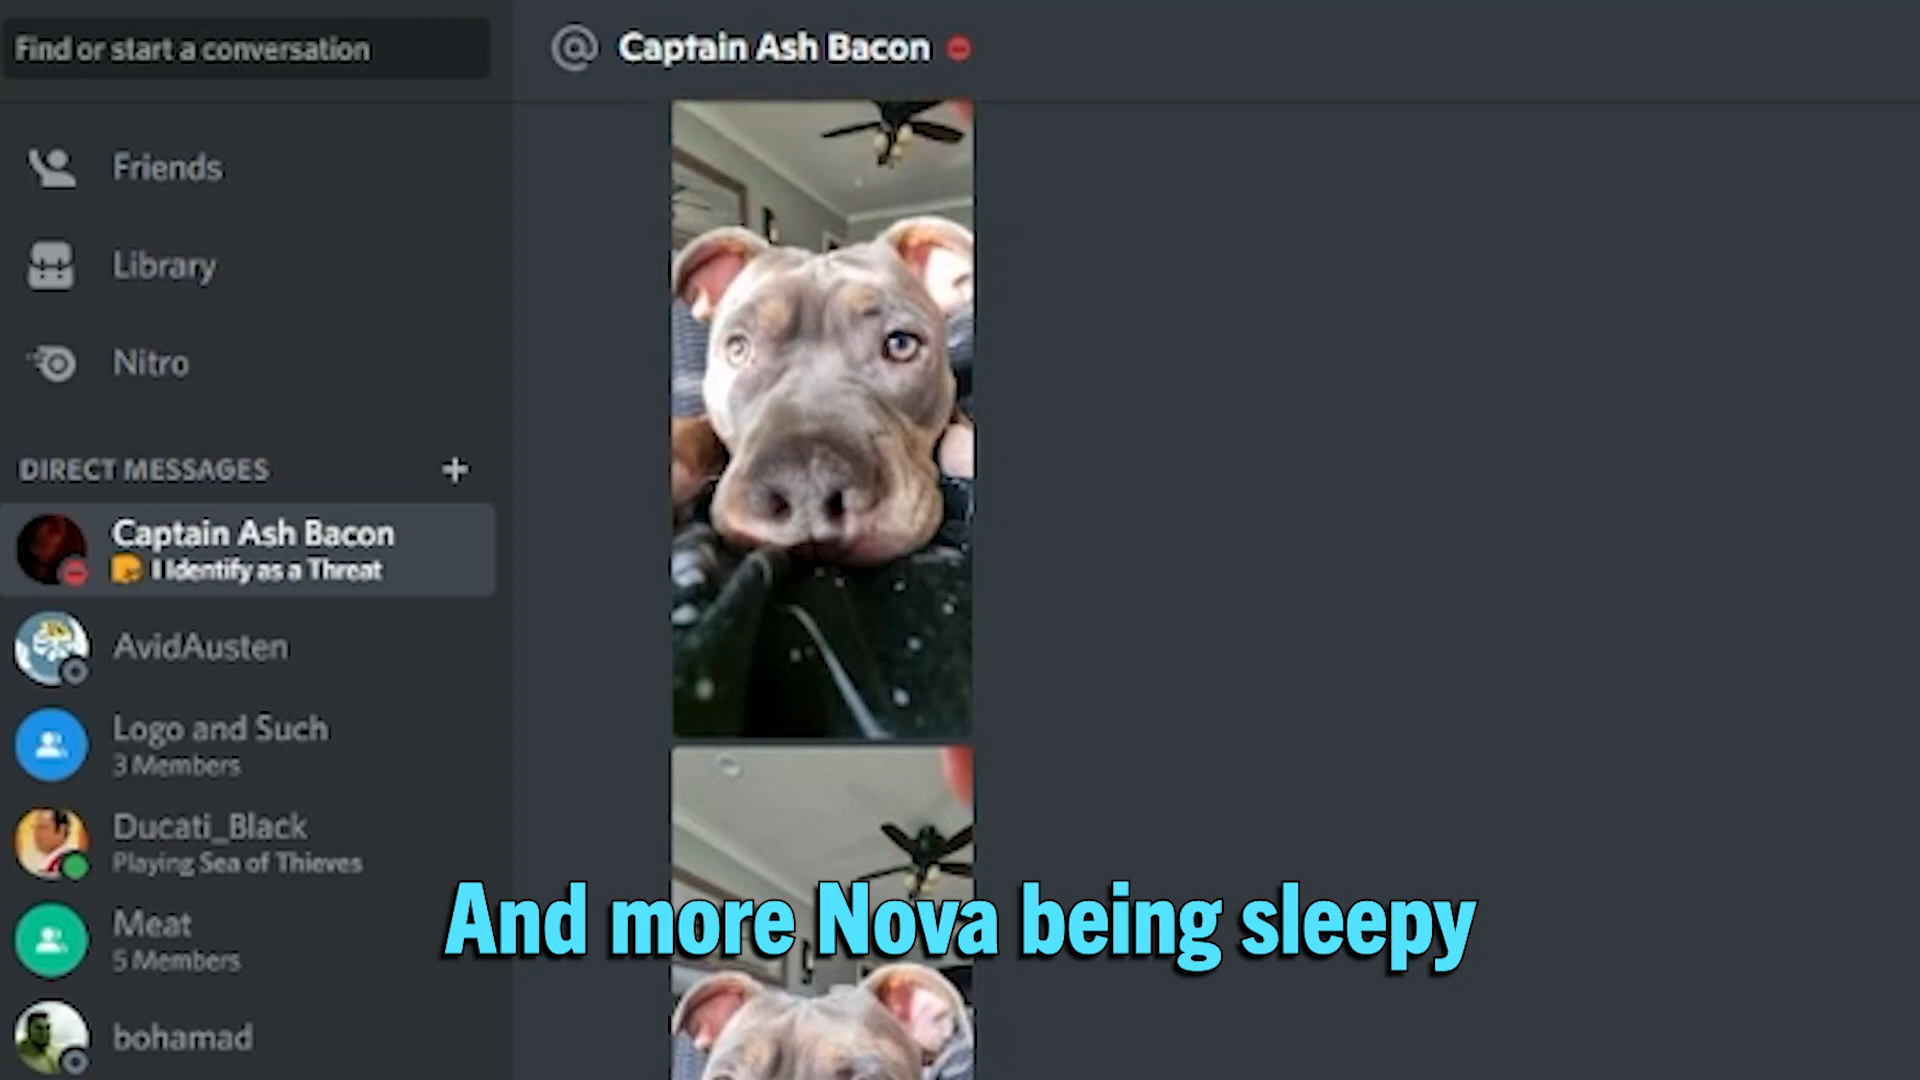 Find or start a conversation
Captain Ash Bacon
Friends
Library
Nitro
DIRECT MESSAGES
Captain Ash Bacon
I Identify as a Threat
AvidAusten
Logo and Such
3 Members
Ducati_Black
Playing Sea of Thieves
Meat
5 Members
bohamad
And more Nova being sleepy